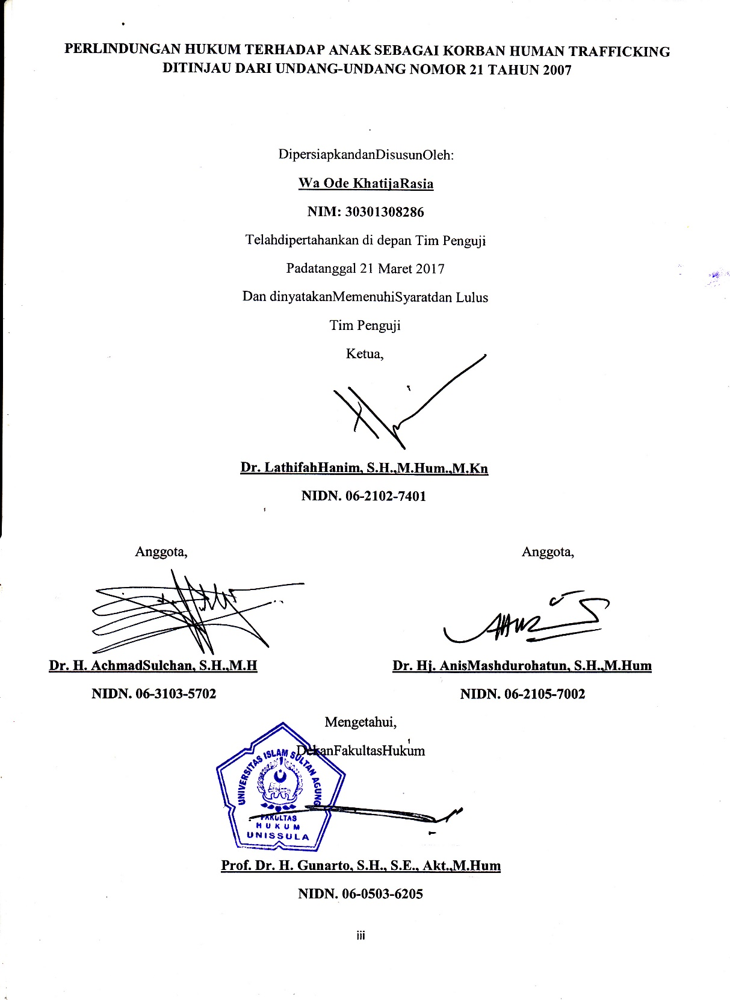 PERLINDUNGAN HUKUM TERHADAP ANAK SEBAGAI KORBAN HUMAN TRAFFICKING
DITINJAU DARI UNDANG-UNDANG NOMOR 21 TAHUN 2007
DipersiapkandanDisusunOleh:
Wa Ode KhatijaRasia
NIM: 30301308286
Telahdipertahankan di depan Tim Penguji
Padatanggal 21 Maret 2017
Dan dinyatakanMemenuhiSyaratdan Lulus
Tim Penguji
Ketua,
Dr. LathifahHanim, S.H.,M.Hum.,M.Kn
NIDN. 06-2102-7401
Anggota,
Anggota,
Dr. H. AchmadSulchan, S.H.,M.H
Dr. Hj. AnisMashdurohatun, S.H.,M.Hum
NIDN. 06-3103-5702
NIDN. 06-2105-7002
Mengetahui,
DekanFakultasHukum
UNIVERSITAS ISLAM SULTAN AGUNG
FAKULTAS
HUKUM
UNISSULA
Prof. Dr. H. Gunarto, S.H., S.E., Akt.,M.Hum
NIDN. 06-0503-6205
iii